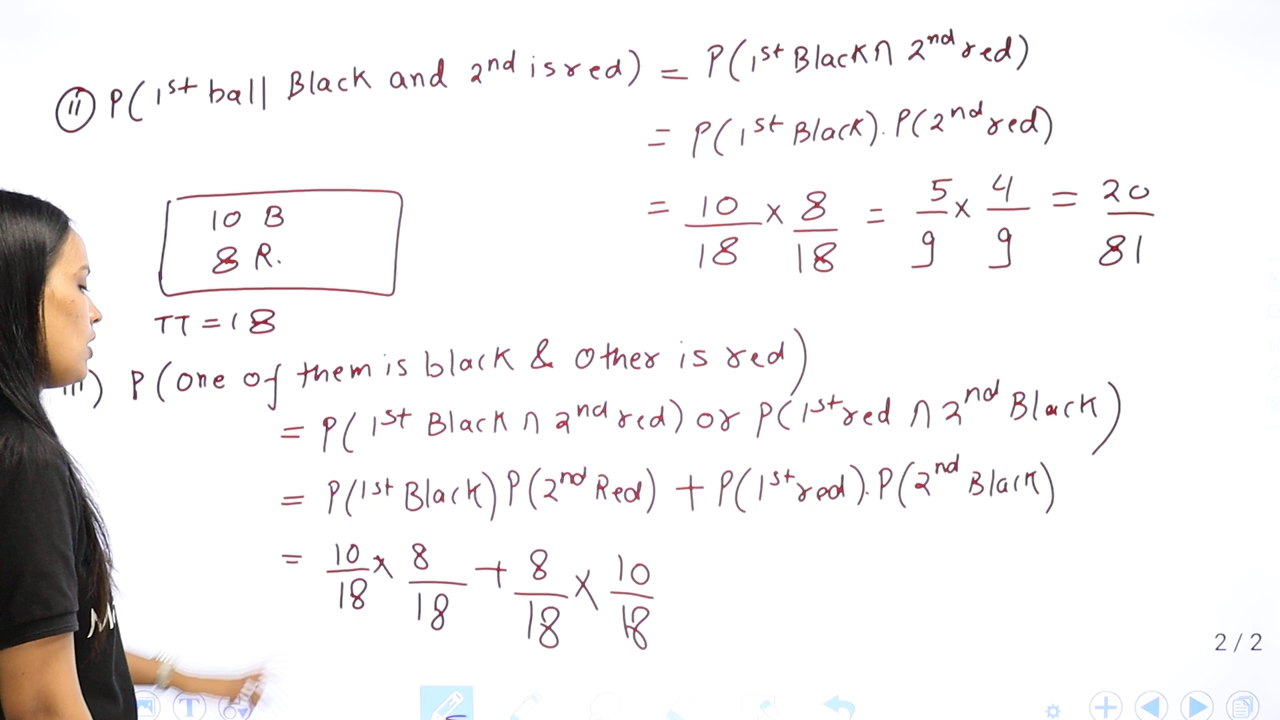 (ii) P(1st ball Black and 2nd is red) = P(1st Black ∩ 2nd red)
= P(1st Black). P(2nd red)
= 10/18 × 8/18 = 5/9 × 4/9 = 20/81
10 B
8 R.
TT = 18
iii) P(one of them is black & other is red)
= P(1st Black ∩ 2nd red) or P(1st red ∩ 2nd Black)
= P(1st Black) P(2nd Red) + P(1st red). P(2nd Black)
= 10/18 × 8/18 + 8/18 × 10/18
2 / 2
T